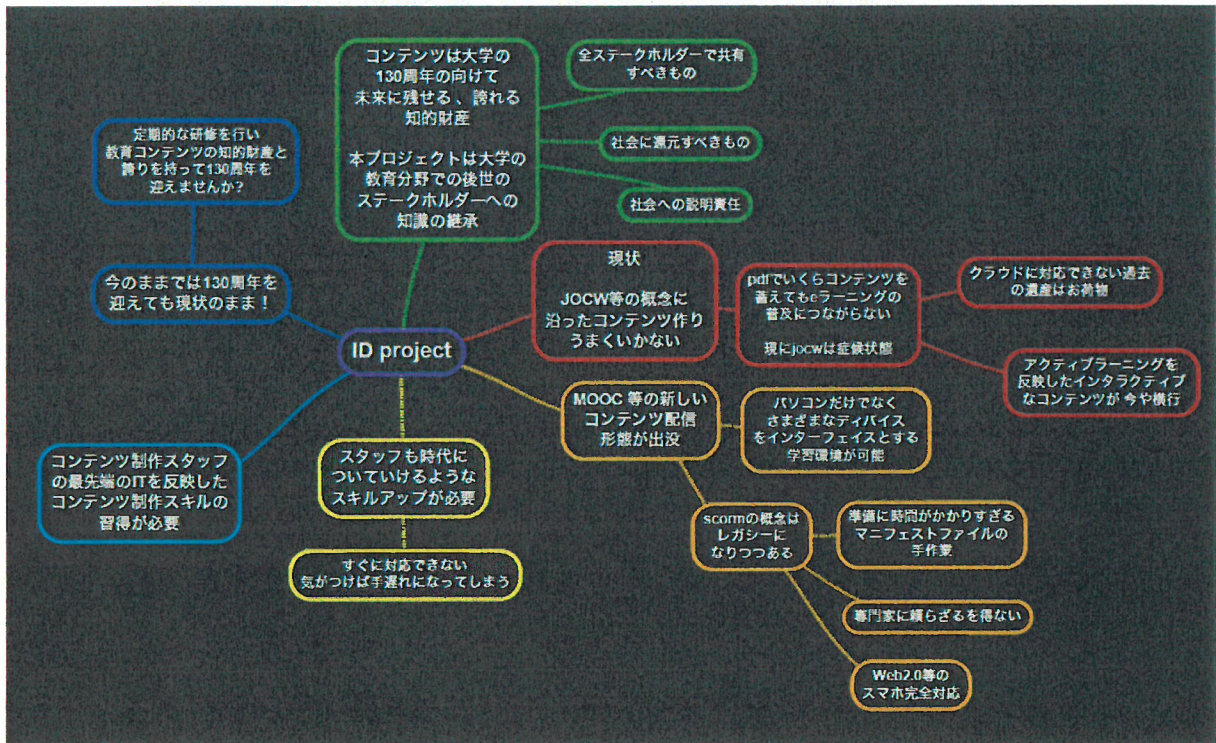 コンテンツは大学の
130周年の向けて
未来に残せる、誇れる
知的財産
本プロジェクトは大学の
教育分野での後世の
ステークホルダーへの
知識の継承
全ステークホルダーで共有
すべきもの
社会に還元すべきもの
社会への説明責任
定期的な研修を行い
教育コンテンツの知的財産と
誇りを持って130周年を
迎えませんか?
今のままでは130周年を
迎えても現状のまま!
ID project
現状
JOCW等の概念に
沿ったコンテンツ作り
うまくいかない
pdfでいくらコンテンツを
蓄えてもeラーニングの
普及につながらない
現にjocwは症候状態
クラウドに対応できない過去
の遺産はお荷物
アクティブラーニングを
反映したインタラクティブ
なコンテンツが 今や横行
MOOC 等の新しい
コンテンツ配信
形態が出没
パソコンだけでなく
さまざまなディバイス
をインターフェイスとする
学習環境が可能
scormの概念は
レガシーに
なりつつある
準備に時間がかかりすぎる
マニフェストファイルの
手作業
専門家に頼らざるを得ない
Web2.0等の
スマホ完全対応
スタッフも時代に
ついていけるような
スキルアップが必要
すぐに対応できない
気がつけば手遅れになってしまう
コンテンツ制作スタッフ
の最先端のITを反映した
コンテンツ制作スキルの
習得が必要